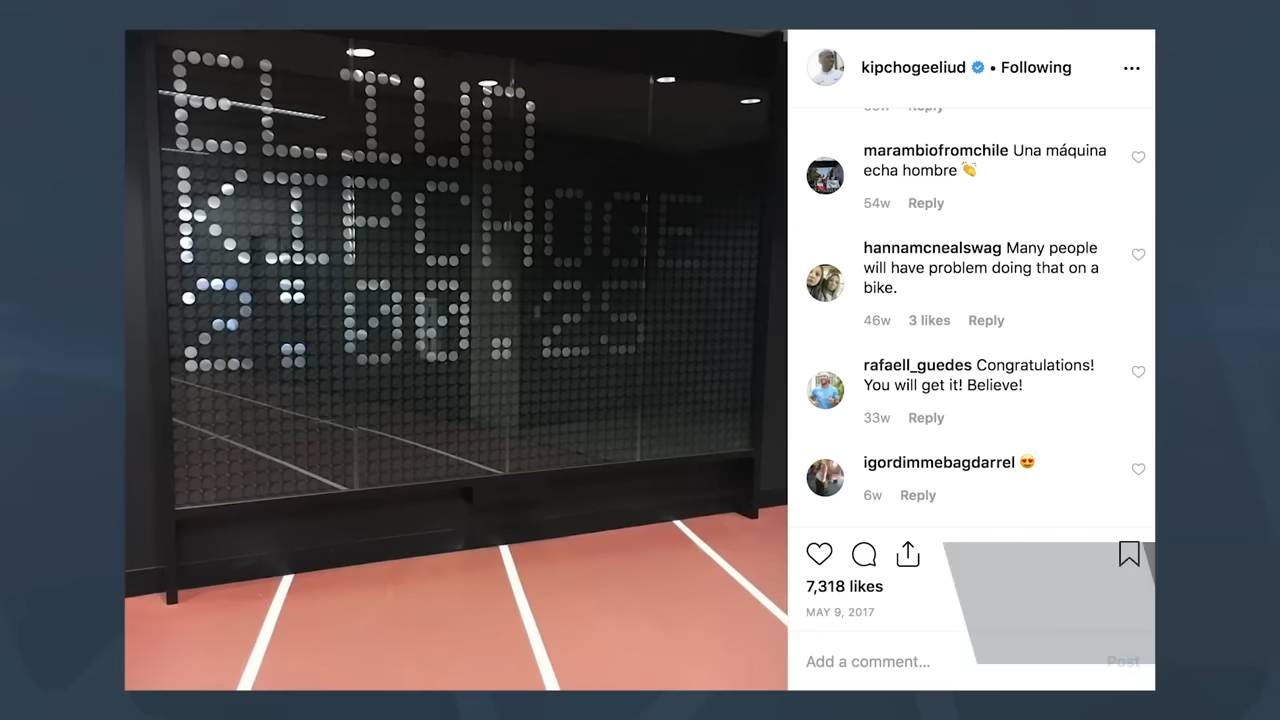 ELIUD
KIPCHOGE
2:00:25
kipchogeeliud • Following
Reply
marambiofromchile Una máquina
echa hombre 👏
54w Reply
hannamcnealswag Many people
will have problem doing that on a
bike.
46w 3 likes Reply
rafaell_guedes Congratulations!
You will get it! Believe!
33w Reply
igordimmebagdarrel 😍
6w Reply
7,318 likes
MAY 9, 2017
Add a comment...
Post